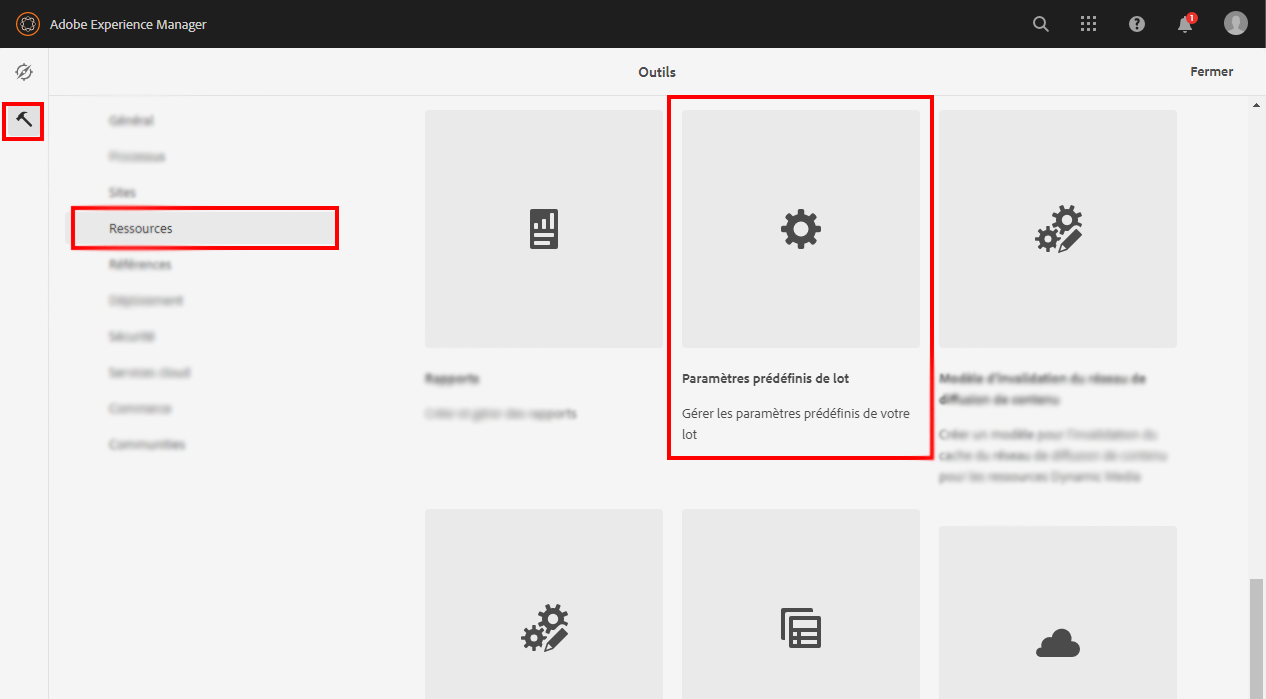 Adobe Experience Manager
1
Outils
Fermer
Général
Processus
Sites
Ressources
Références
Déploiement
Sécurité
Services cloud
Commerce
Communities
Rapports
Créer et gérer des rapports
Paramètres prédéfinis de lot
Gérer les paramètres prédéfinis de votre
lot
Modèle d'invalidation du réseau de
diffusion de contenu
Créer un modèle pour l'invalidation du
cache du réseau de diffusion de contenu
pour les ressources Dynamic Media